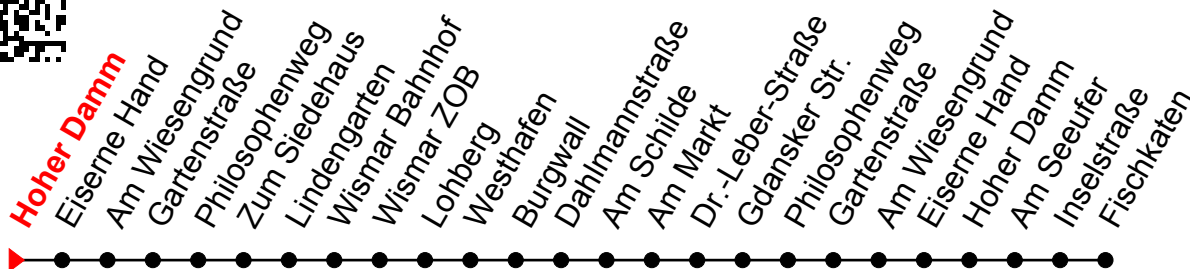 Hoher Damm
Eiserne Hand
Am Wiesengrund
Gartenstraße
Philosophenweg
Zum Siedehaus
Lindengarten
Wismar Bahnhof
Wismar ZOB
Lohberg
Westhafen
Burgwall
Dahlmannstraße
Am Schilde
Am Markt
Dr.-Leber-Straße
Gdansker Str.
Philosophenweg
Gartenstraße
Am Wiesengrund
Eiserne Hand
Hoher Damm
Am Seeufer
Inselstraße
Fischkaten